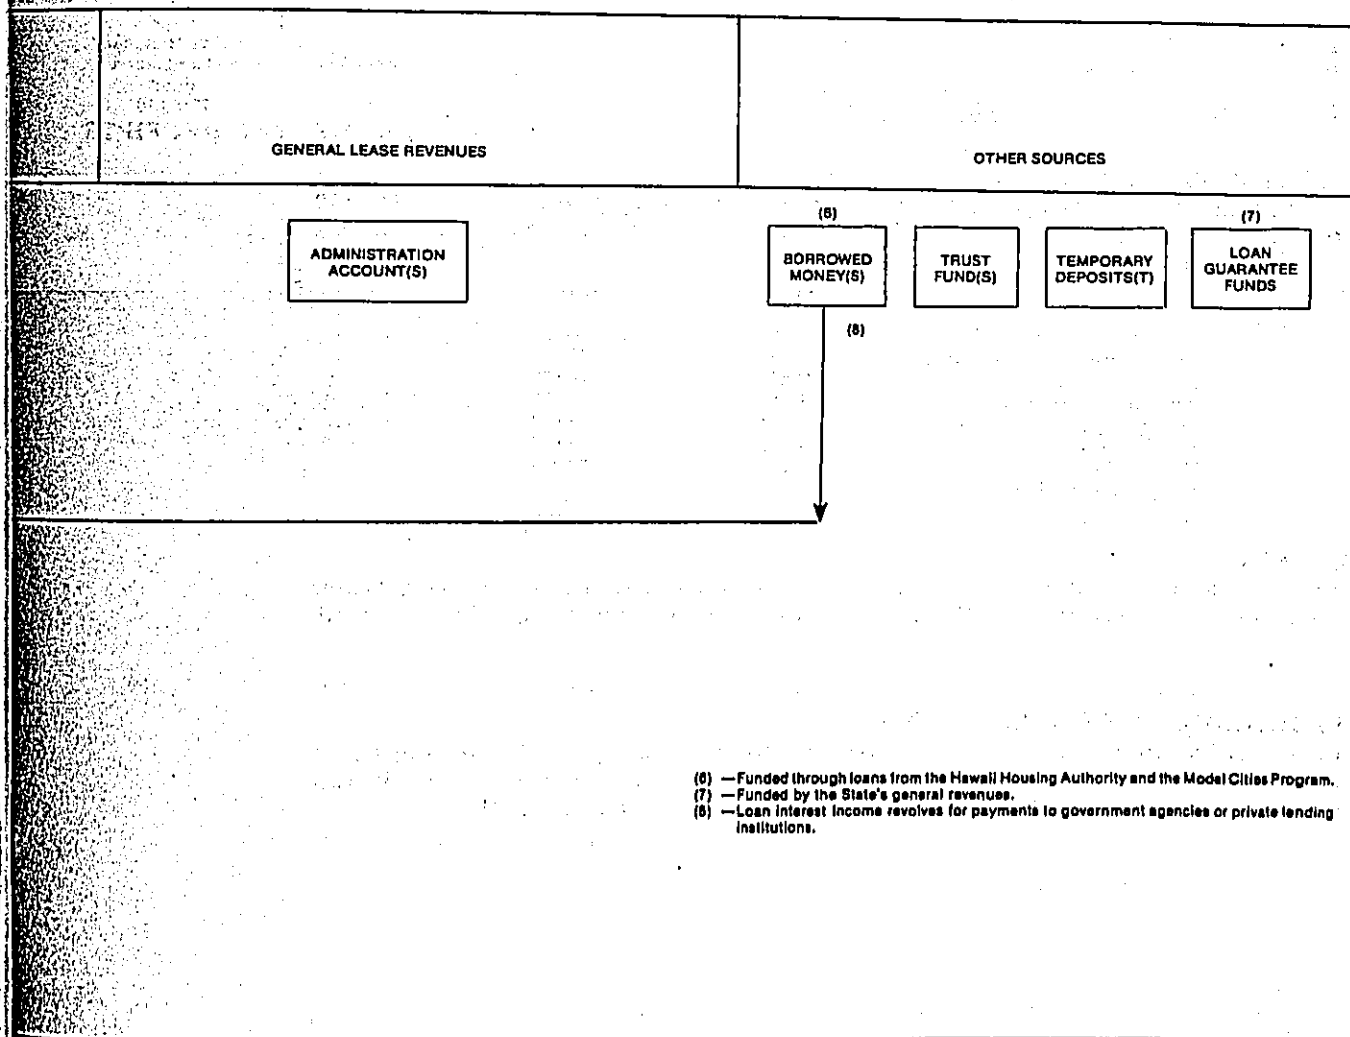 GENERAL LEASE REVENUES
OTHER SOURCES
ADMINISTRATION
ACCOUNT(S)
(6)
BORROWED
MONEY(S)
TRUST
FUND(S)
TEMPORARY
DEPOSITS(T)
(7)
LOAN
GUARANTEE
FUNDS
(8)
(6) —Funded through loans from the Hawaii Housing Authority and the Model Cities Program.
(7) —Funded by the State's general revenues.
(8) —Loan interest income revolves for payments to government agencies or private lending
institutions.